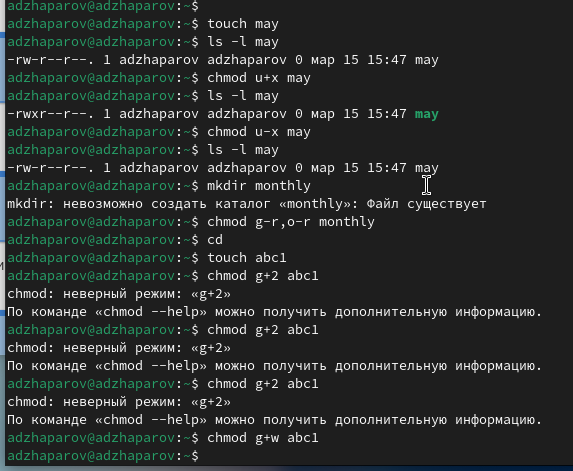 adzhaparov@adzhaparov:~$
adzhaparov@adzhaparov:~$ touch may
adzhaparov@adzhaparov:~$ ls -l may
-rw-r--r--. 1 adzhaparov adzhaparov 0 мар 15 15:47 may
adzhaparov@adzhaparov:~$ chmod u+x may
adzhaparov@adzhaparov:~$ ls -l may
-rwxr--r--. 1 adzhaparov adzhaparov 0 мар 15 15:47 may
adzhaparov@adzhaparov:~$ chmod u-x may
adzhaparov@adzhaparov:~$ ls -l may
-rw-r--r--. 1 adzhaparov adzhaparov 0 мар 15 15:47 may
adzhaparov@adzhaparov:~$ mkdir monthly
mkdir: невозможно создать каталог «monthly»: Файл существует
adzhaparov@adzhaparov:~$ chmod g-r,o-r monthly
adzhaparov@adzhaparov:~$ cd
adzhaparov@adzhaparov:~$ touch abc1
adzhaparov@adzhaparov:~$ chmod g+2 abc1
chmod: неверный режим: «g+2»
По команде «chmod --help» можно получить дополнительную информацию.
adzhaparov@adzhaparov:~$ chmod g+2 abc1
chmod: неверный режим: «g+2»
По команде «chmod --help» можно получить дополнительную информацию.
adzhaparov@adzhaparov:~$ chmod g+2 abc1
chmod: неверный режим: «g+2»
По команде «chmod --help» можно получить дополнительную информацию.
adzhaparov@adzhaparov:~$ chmod g+w abc1
adzhaparov@adzhaparov:~$